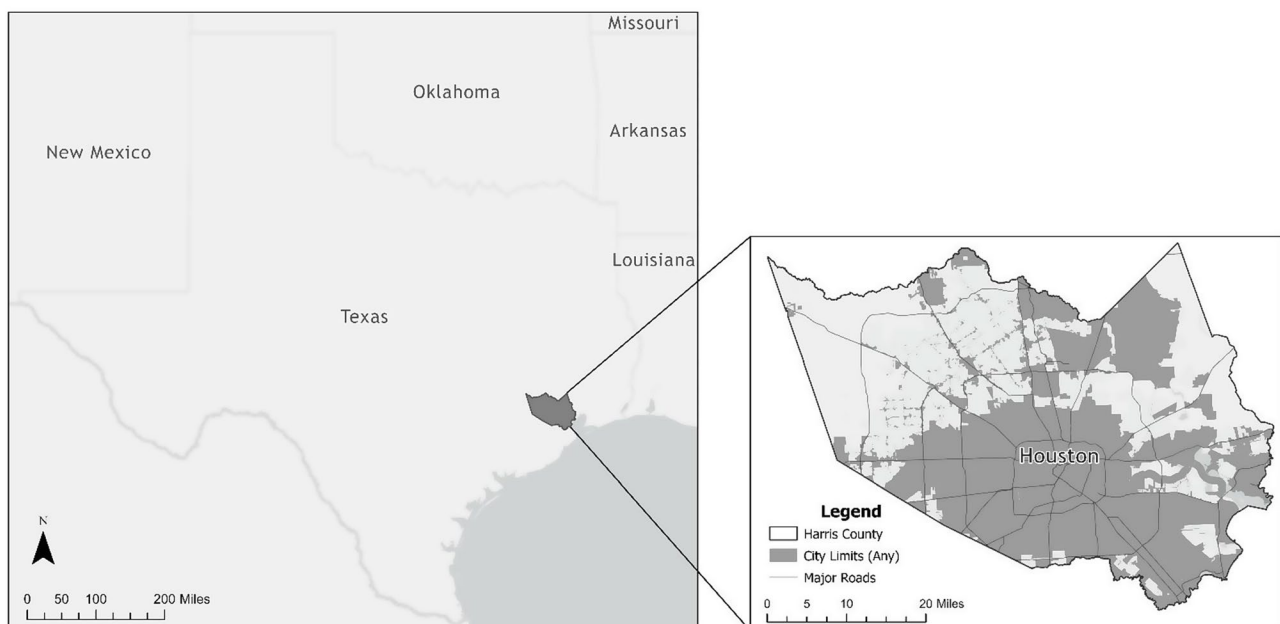 Missouri
Oklahoma
Arkansas
New Mexico
Louisiana
Texas
N
0 50 100 200 Miles
Houston
Legend
Harris County
City Limits (Any)
Major Roads
0 5 10 20 Miles